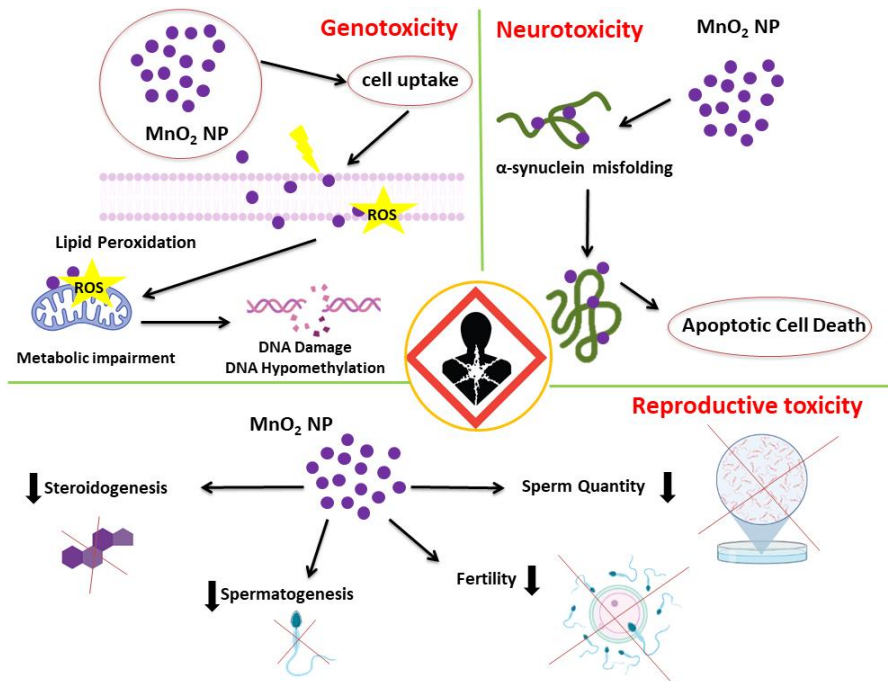 Genotoxicity
MnO₂ NP
cell uptake
ROS
Lipid Peroxidation
ROS
Metabolic impairment
DNA Damage
DNA Hypomethylation
Neurotoxicity
MnO₂ NP
α-synuclein misfolding
Apoptotic Cell Death
Reproductive toxicity
MnO₂ NP
Steroidogenesis
Sperm Quantity
Spermatogenesis
Fertility